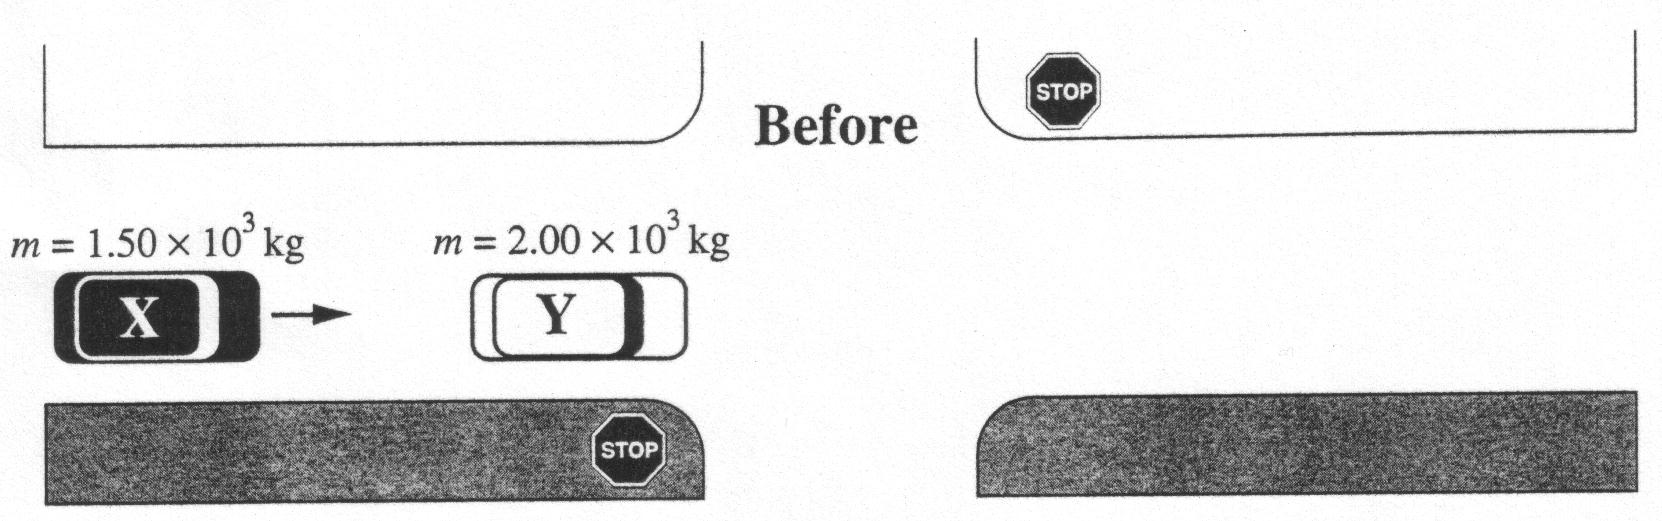 STOP
Before
m = 1.50 × 10³ kg
m = 2.00 × 10³ kg
X
Y
STOP